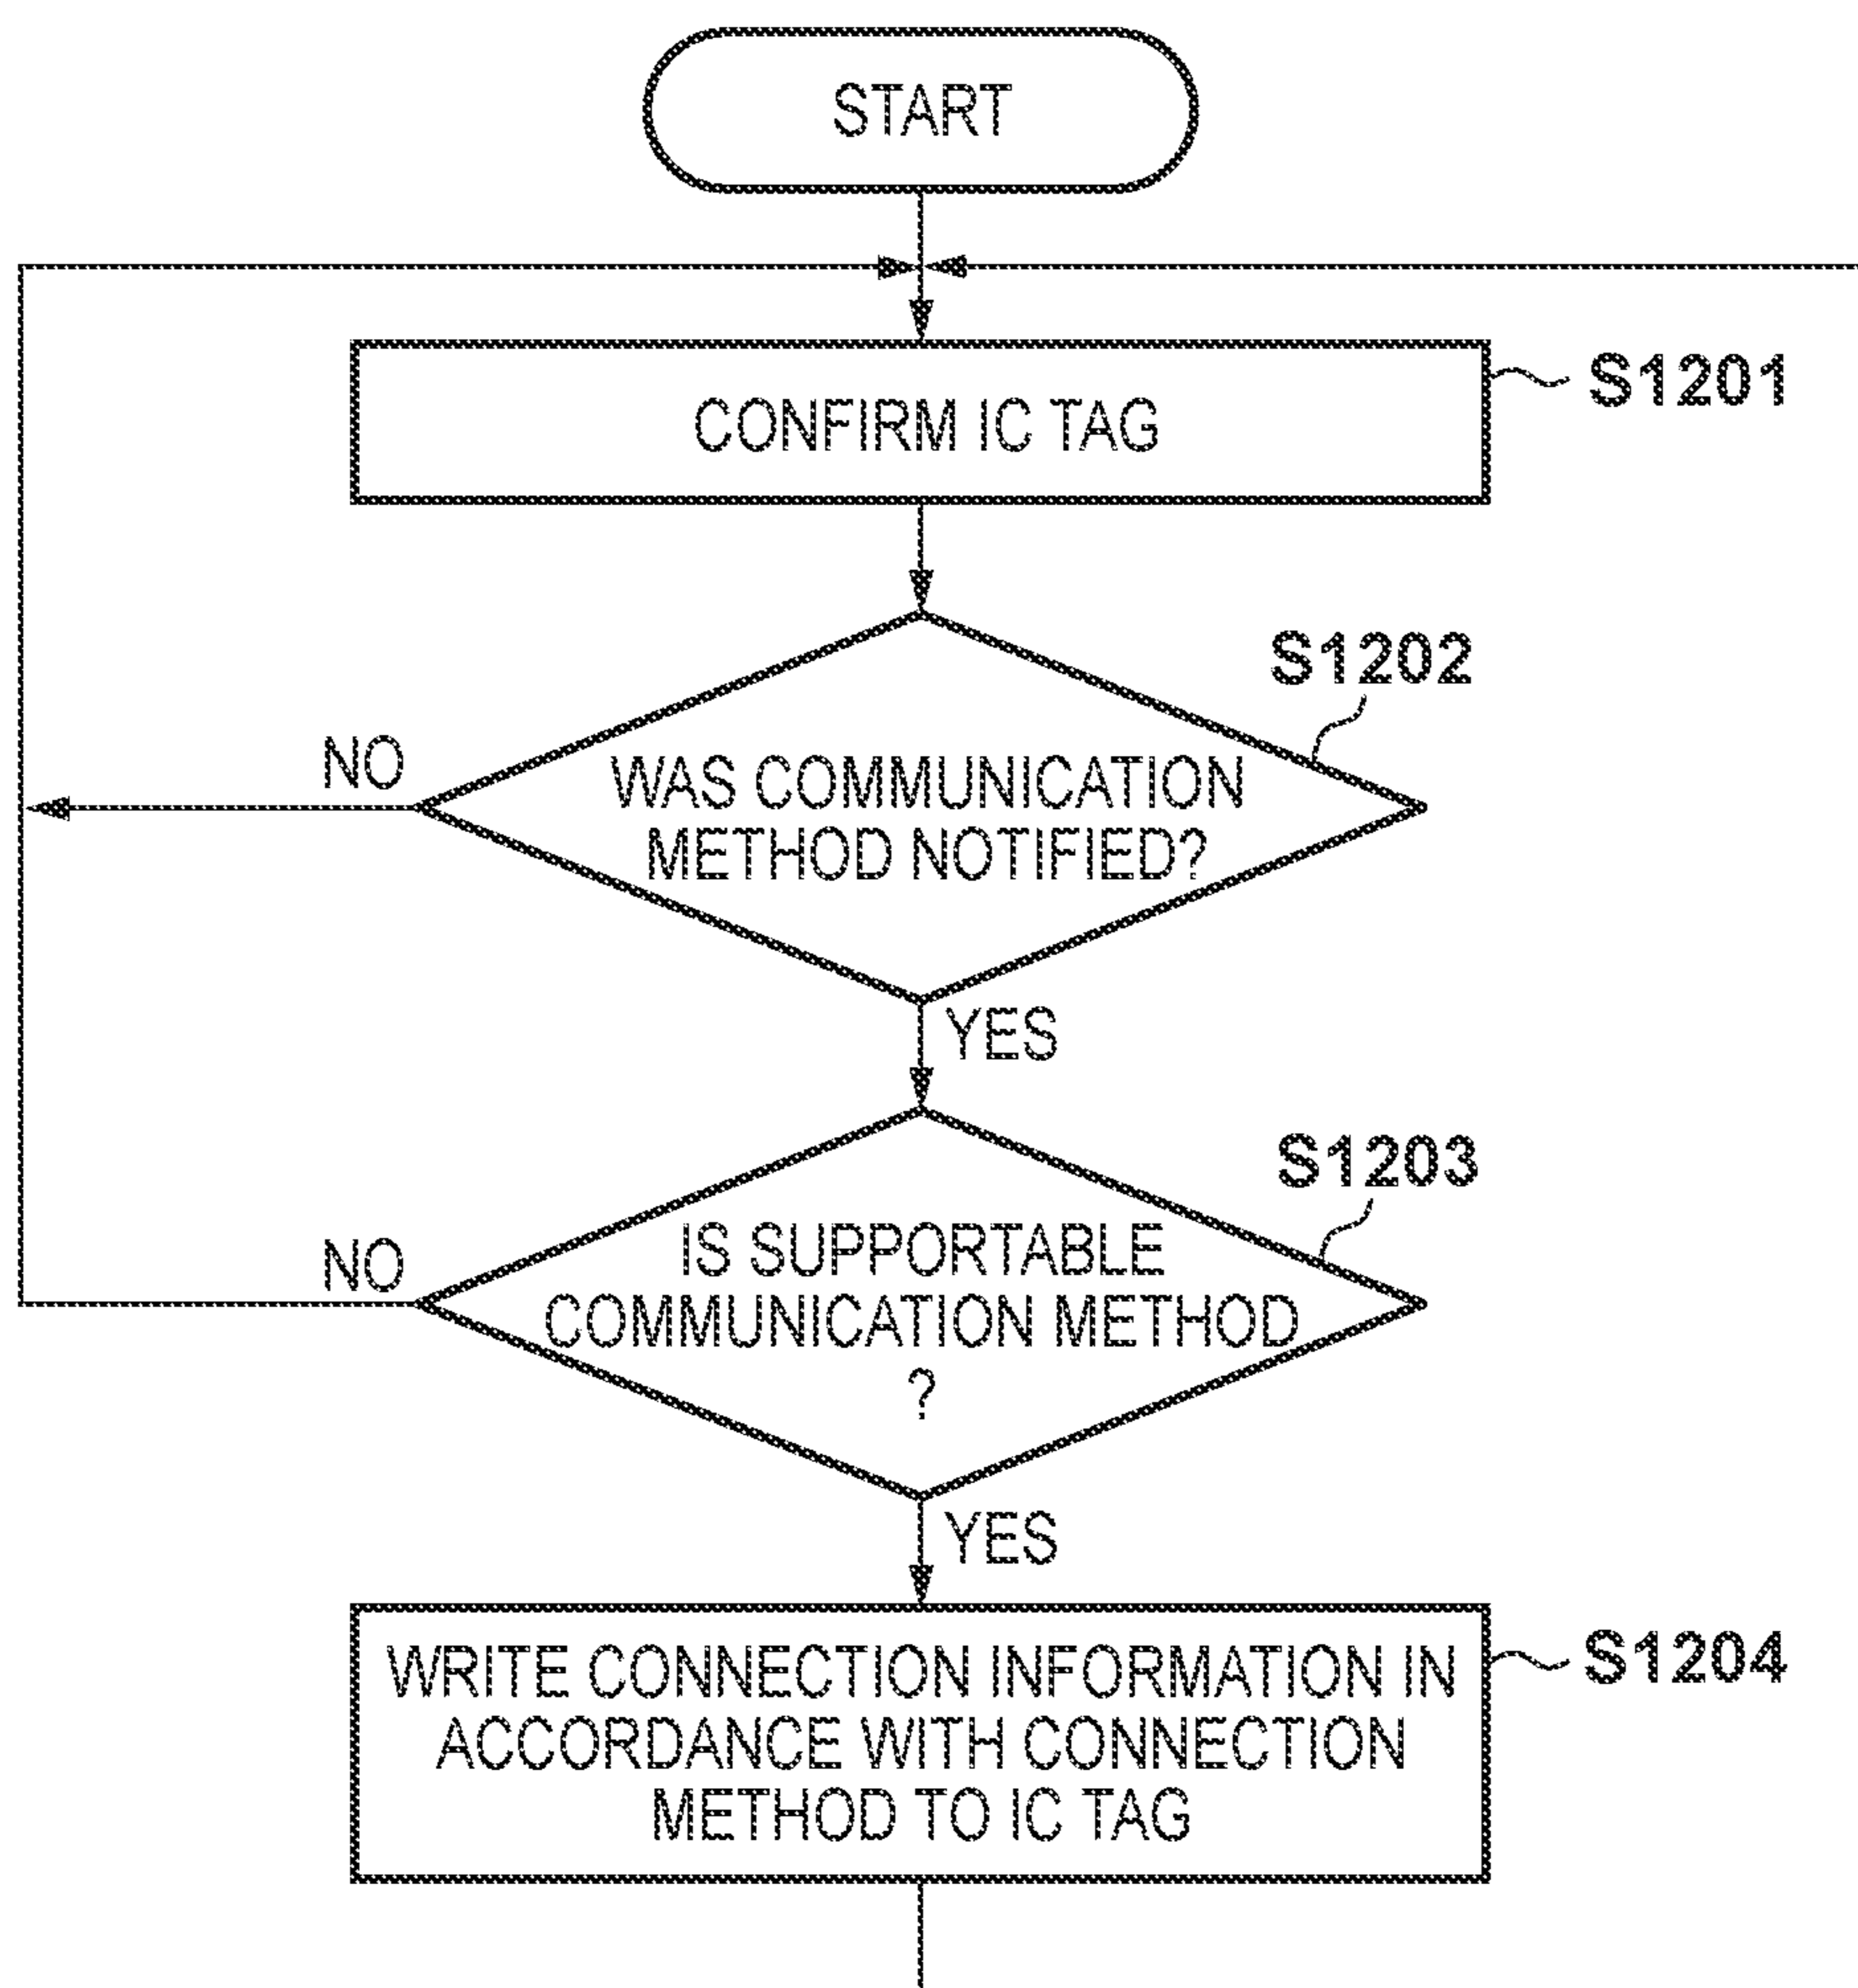 START
CONFIRM IC TAG
S1201
S1202
NO
WAS COMMUNICATION
METHOD NOTIFIED?
YES
S1203
NO
IS SUPPORTABLE
COMMUNICATION METHOD
?
YES
WRITE CONNECTION INFORMATION IN
ACCORDANCE WITH CONNECTION
METHOD TO IC TAG
S1204